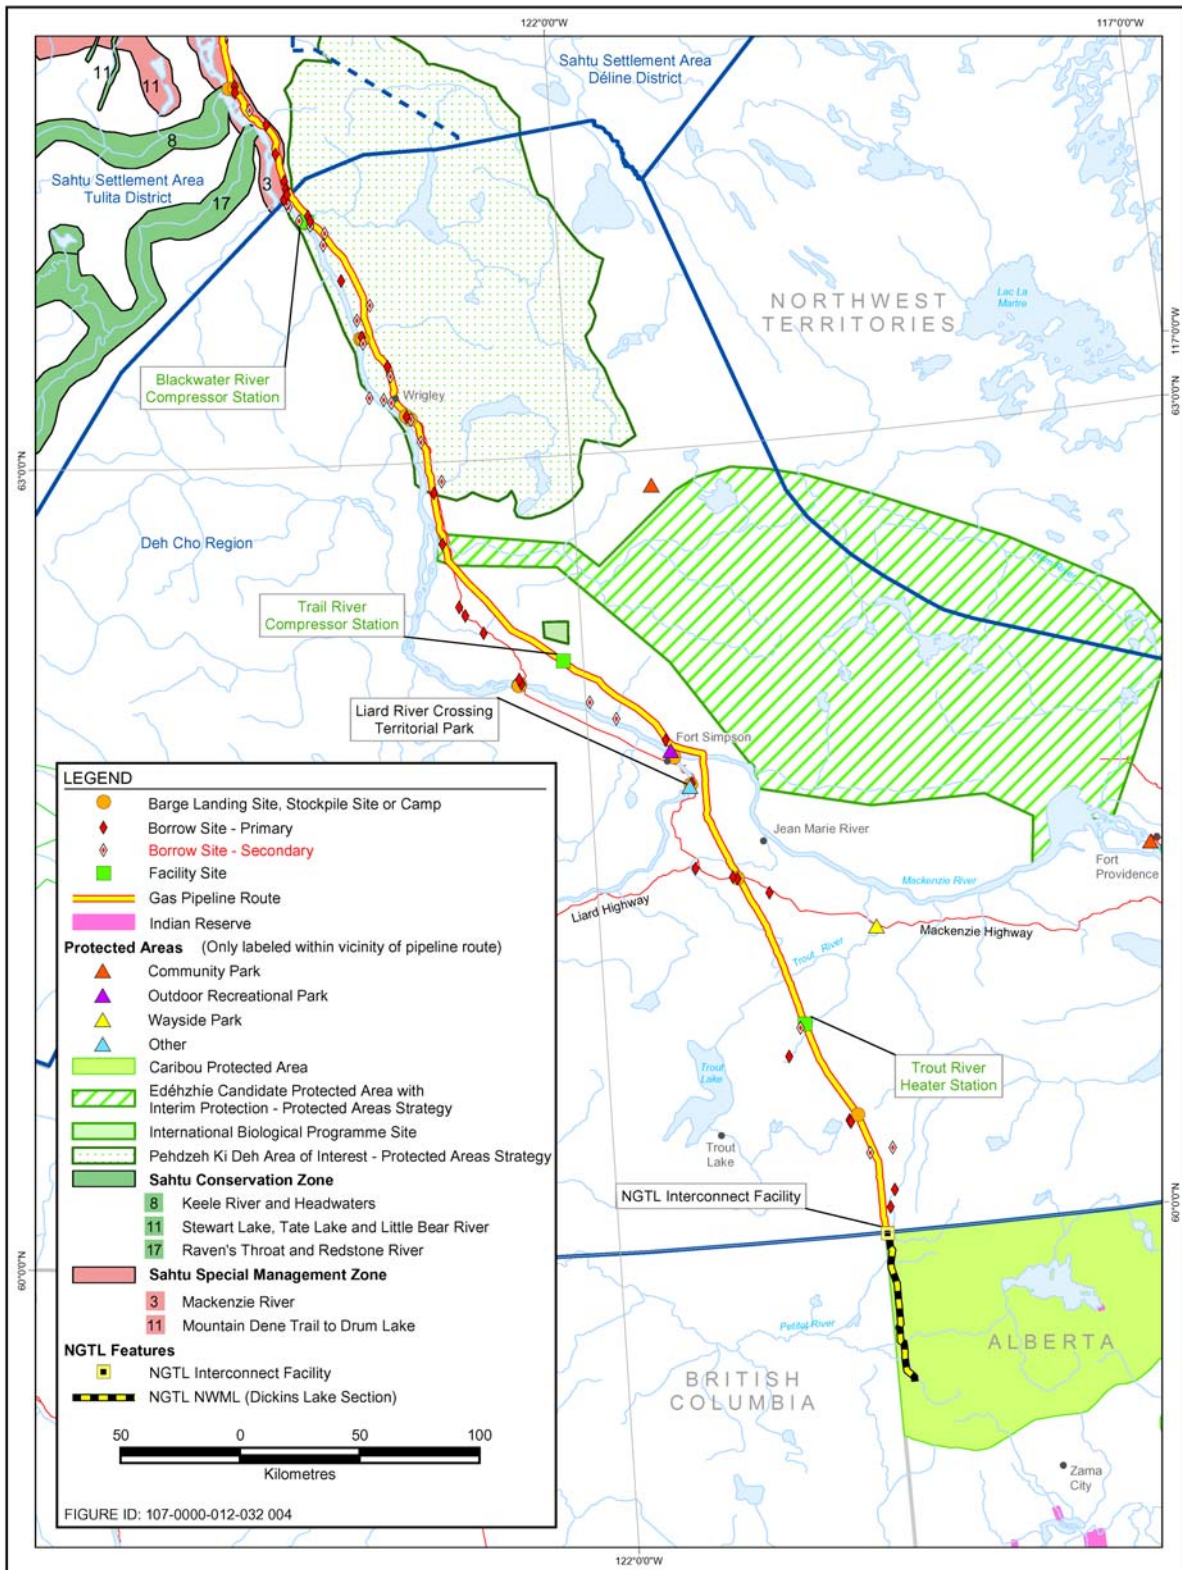 122°0'0"W
117°0'0"W
Sahtu Settlement Area
Déline District
11
11
8
Sahtu Settlement Area
Tulita District
3
17
NORTHWEST
TERRITORIES
Lac La
Martre
117°0'0"W
Blackwater River
Compressor Station
Wrigley
63°0'0"N
63°0'0"N
Deh Cho Region
Horn River
Trail River
Compressor Station
Liard River Crossing
Territorial Park
Fort Simpson
Jean Marie River
Fort
Providence
Mackenzie River
Liard Highway
Mackenzie Highway
Trout River
Trout River
Heater Station
Trout
Lake
Trout
Lake
NGTL Interconnect Facility
60°0'0"N
60°0'0"N
Petitot River
ALBERTA
BRITISH
COLUMBIA
Zama
City
122°0'0"W
LEGEND
Barge Landing Site, Stockpile Site or Camp
Borrow Site - Primary
Borrow Site - Secondary
Facility Site
Gas Pipeline Route
Indian Reserve
Protected Areas (Only labeled within vicinity of pipeline route)
Community Park
Outdoor Recreational Park
Wayside Park
Other
Caribou Protected Area
Edéhzhíe Candidate Protected Area with
Interim Protection - Protected Areas Strategy
International Biological Programme Site
Pehdzeh Ki Deh Area of Interest - Protected Areas Strategy
Sahtu Conservation Zone
8 Keele River and Headwaters
11 Stewart Lake, Tate Lake and Little Bear River
17 Raven's Throat and Redstone River
Sahtu Special Management Zone
3 Mackenzie River
11 Mountain Dene Trail to Drum Lake
NGTL Features
NGTL Interconnect Facility
NGTL NWML (Dickins Lake Section)
50 0 50 100
Kilometres
FIGURE ID: 107-0000-012-032 004